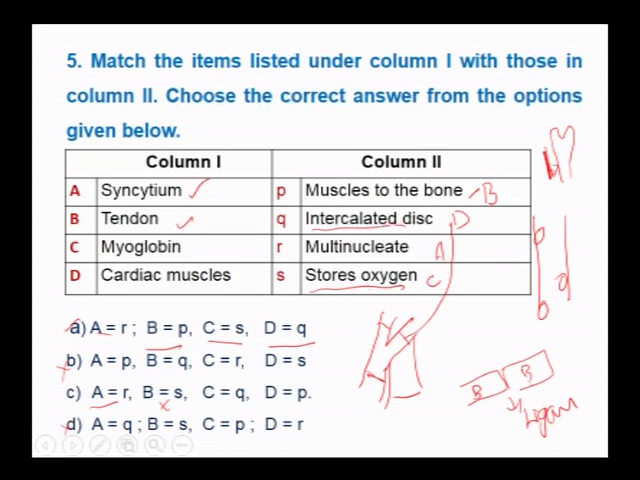 5. Match the items listed under column I with those in
column II. Choose the correct answer from the options
given below.
Column I Column II
A Syncytium p Muscles to the bone B
B Tendon q Intercalated disc D
C Myoglobin r Multinucleate A
D Cardiac muscles s Stores oxygen C
a) A = r ; B = p, C = s, D = q
b) A = p, B = q, C = r, D = s
c) A = r, B = s, C = q, D = p.
d) A = q ; B = s, C = p ; D = r
B B